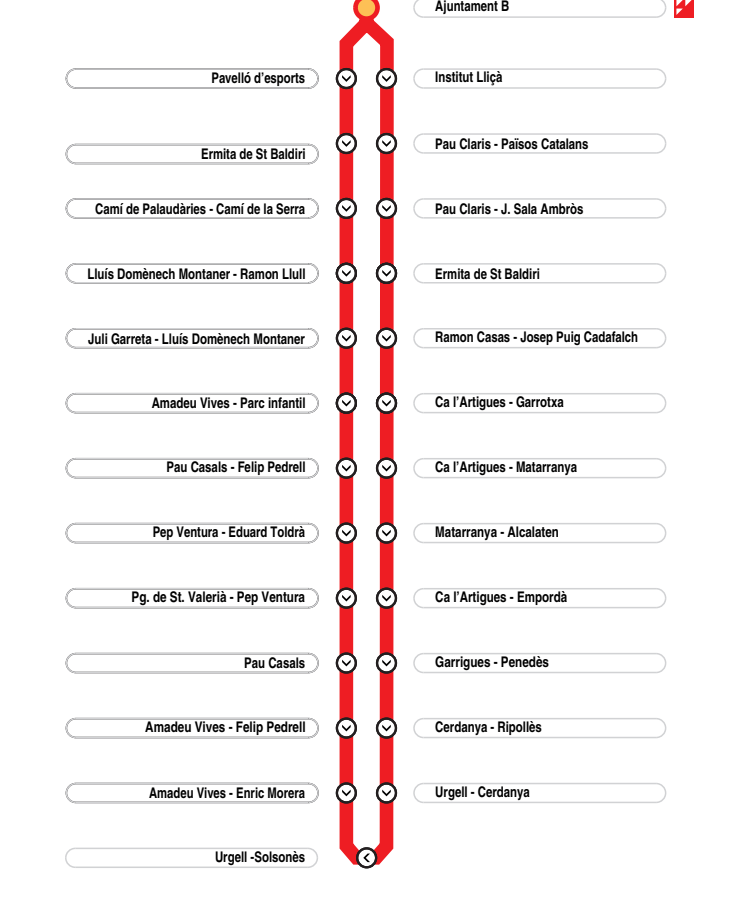 Ajuntament B
Pavelló d'esports
Institut Lliçà
Ermita de St Baldiri
Pau Claris - Països Catalans
Camí de Palaudàries - Camí de la Serra
Pau Claris - J. Sala Ambròs
Lluís Domènech Montaner - Ramon Llull
Ermita de St Baldiri
Juli Garreta - Lluís Domènech Montaner
Ramon Casas - Josep Puig Cadafalch
Amadeu Vives - Parc infantil
Ca l'Artigues - Garrotxa
Pau Casals - Felip Pedrell
Ca l'Artigues - Matarranya
Pep Ventura - Eduard Toldrà
Matarranya - Alcalaten
Pg. de St. Valerià - Pep Ventura
Ca l'Artigues - Empordà
Pau Casals
Garrigues - Penedès
Amadeu Vives - Felip Pedrell
Cerdanya - Ripollès
Amadeu Vives - Enric Morera
Urgell - Cerdanya
Urgell -Solsonès